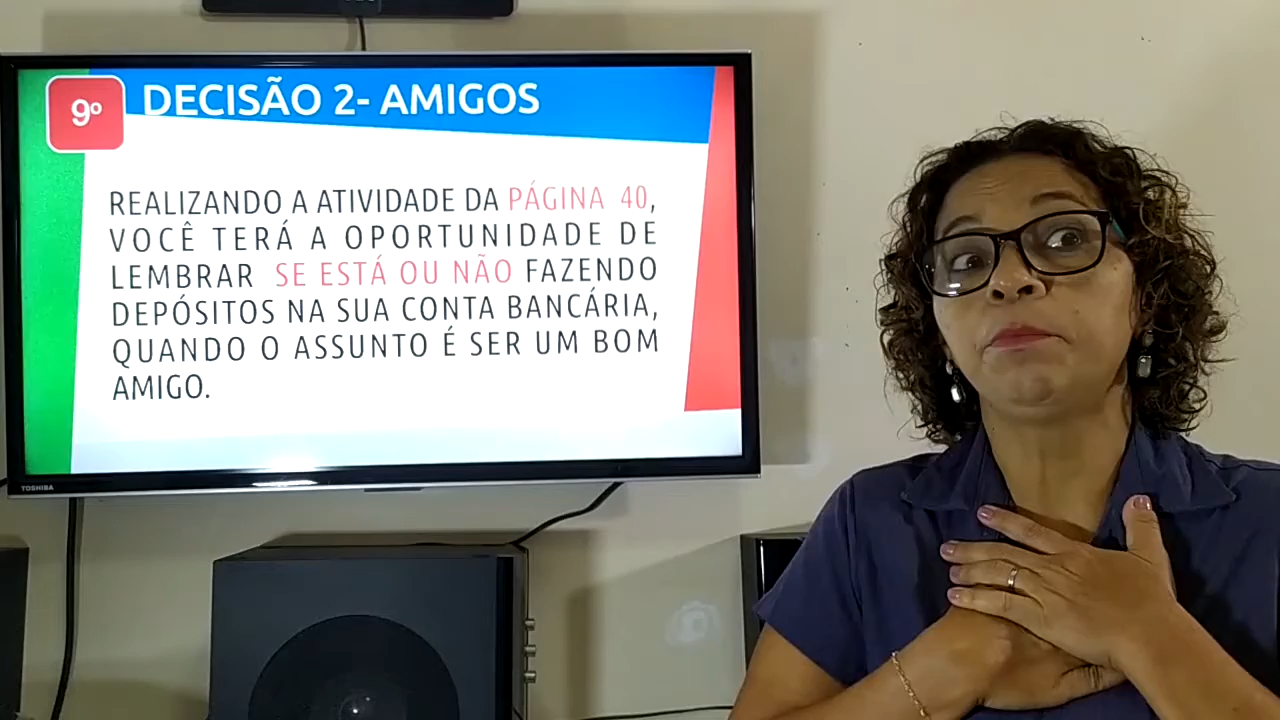 9º
DECISÃO 2- AMIGOS
REALIZANDO A ATIVIDADE DA PÁGINA 40,
VOCÊ TERÁ A OPORTUNIDADE DE
LEMBRAR SE ESTÁ OU NÃO FAZENDO
DEPÓSITOS NA SUA CONTA BANCÁRIA,
QUANDO O ASSUNTO É SER UM BOM
AMIGO.
TOSHIBA